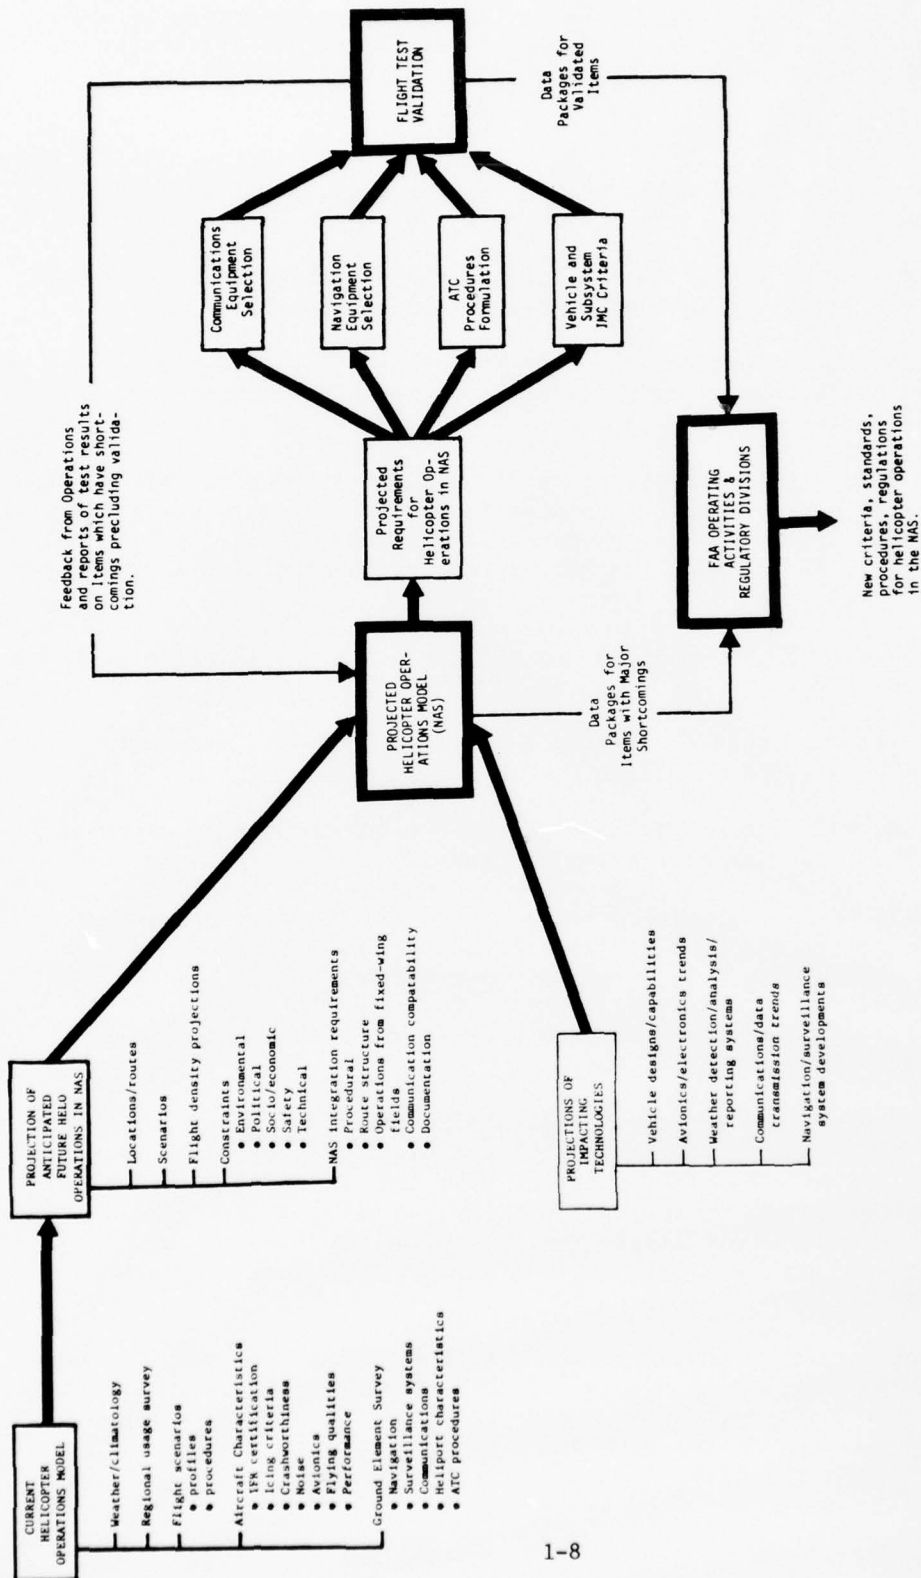 CURRENT
HELICOPTER
OPERATIONS MODEL
Weather/climatology
Regional usage survey
Flight scenarios
• profiles
• procedures
Aircraft Characteristics
• IFR certification
• Icing criteria
• Crashworthiness
• Noise
• Avionics
• Flying qualities
• Performance
Ground Element Survey
• Navigation
• Surveillance systems
• Communications
• Heliport characteristics
• ATC procedures
PROJECTION OF
ANTICIPATED
FUTURE HELO
OPERATIONS IN NAS
Locations/routes
Scenarios
Flight density projections
Constraints
• Environmental
• Political
• Socio/economic
• Safety
• Technical
NAS integration requirements
• Procedural
• Route structure
• Operations from fixed-wing
fields
• Communication compatability
• Documentation
PROJECTIONS OF
IMPACTING
TECHNOLOGIES
Vehicle designs/capabilities
Avionics/electronics trends
Weather detection/analysis/
reporting systems
Communications/data
transmission trends
Navigation/surveillance
system developments
Feedback from Operations
and reports of test results
on Items which have short-
comings precluding valida-
tion.
PROJECTED
HELICOPTER OPER-
ATIONS MODEL
(NAS)
Data
Packages for
Items with Major
Shortcomings
Projected
Requirements
for
Helicopter Op-
erations in NAS
Communications
Equipment
Selection
Navigation
Equipment
Selection
ATC
Procedures
Formulation
Vehicle and
Subsystem
IMC Criteria
FLIGHT TEST
VALIDATION
Data
Packages for
Validated
Items
FAA OPERATING
ACTIVITIES &
REGULATORY DIVISIONS
New criteria, standards,
procedures, regulations
for helicopter operations
in the NAS.
1-8